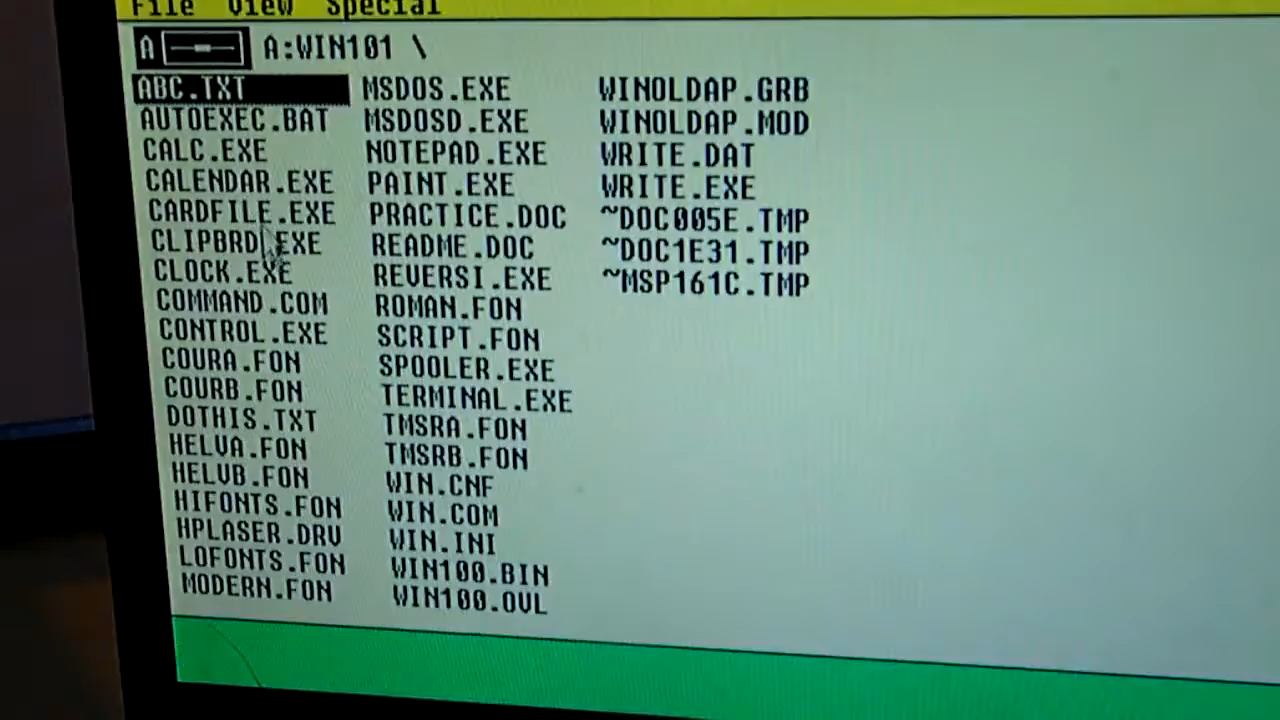 File View Special
A A:WIN101 \
ABC.TXT MSDOS.EXE WINOLDAP.GRB
AUTOEXEC.BAT MSDOSD.EXE WINOLDAP.MOD
CALC.EXE NOTEPAD.EXE WRITE.DAT
CALENDAR.EXE PAINT.EXE WRITE.EXE
CARDFILE.EXE PRACTICE.DOC ~DOC005E.TMP
CLIPBRD.EXE README.DOC ~DOC1E31.TMP
CLOCK.EXE REVERSI.EXE ~MSP161C.TMP
COMMAND.COM ROMAN.FON
CONTROL.EXE SCRIPT.FON
COURA.FON SPOOLER.EXE
COURB.FON TERMINAL.EXE
DOTHIS.TXT TMSRA.FON
HELVA.FON TMSRB.FON
HELVB.FON WIN.CNF
HIFONTS.FON WIN.COM
HPLASER.DRV WIN.INI
LOFONTS.FON WIN100.BIN
MODERN.FON WIN100.OVL